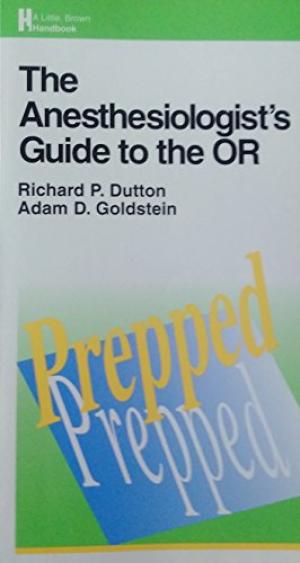 H A Little, Brown
Handbook
The
Anesthesiologist's
Guide to the OR
Richard P. Dutton
Adam D. Goldstein
Prepped
Prepped